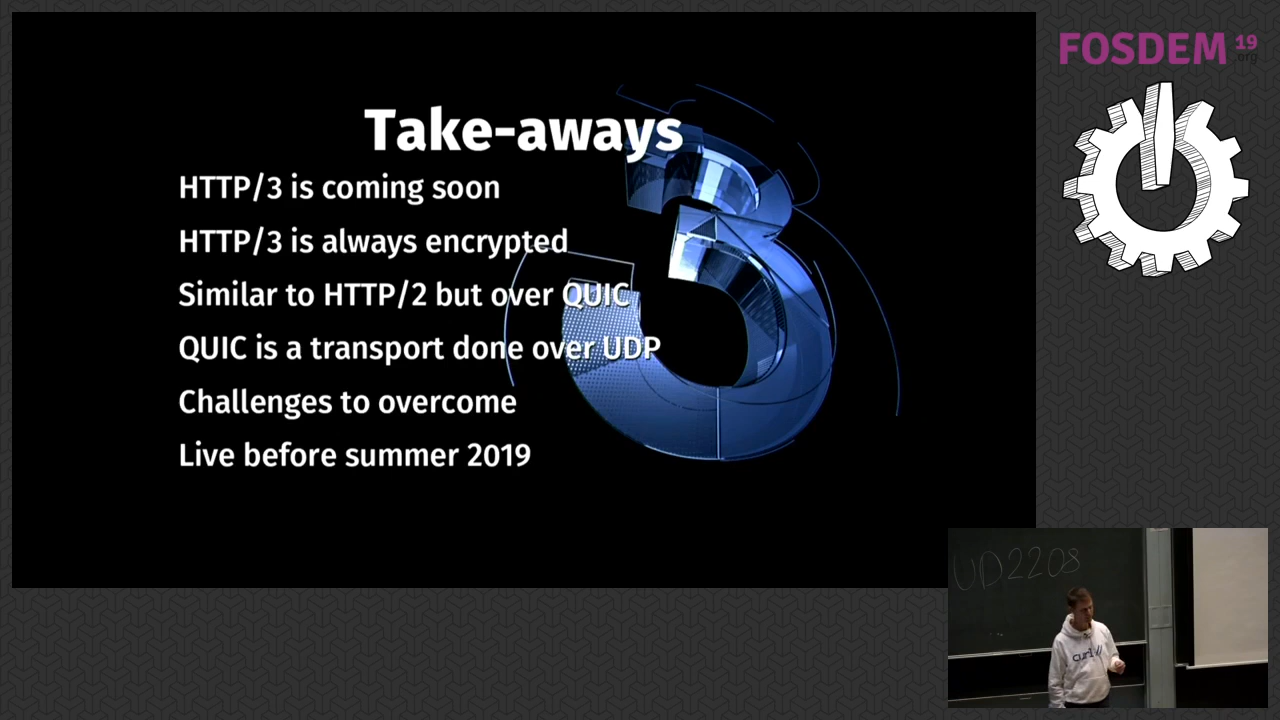 FOSDEM 19
.org
Take-aways
HTTP/3 is coming soon
HTTP/3 is always encrypted
Similar to HTTP/2 but over QUIC
QUIC is a transport done over UDP
Challenges to overcome
Live before summer 2019
UD2208
curl://